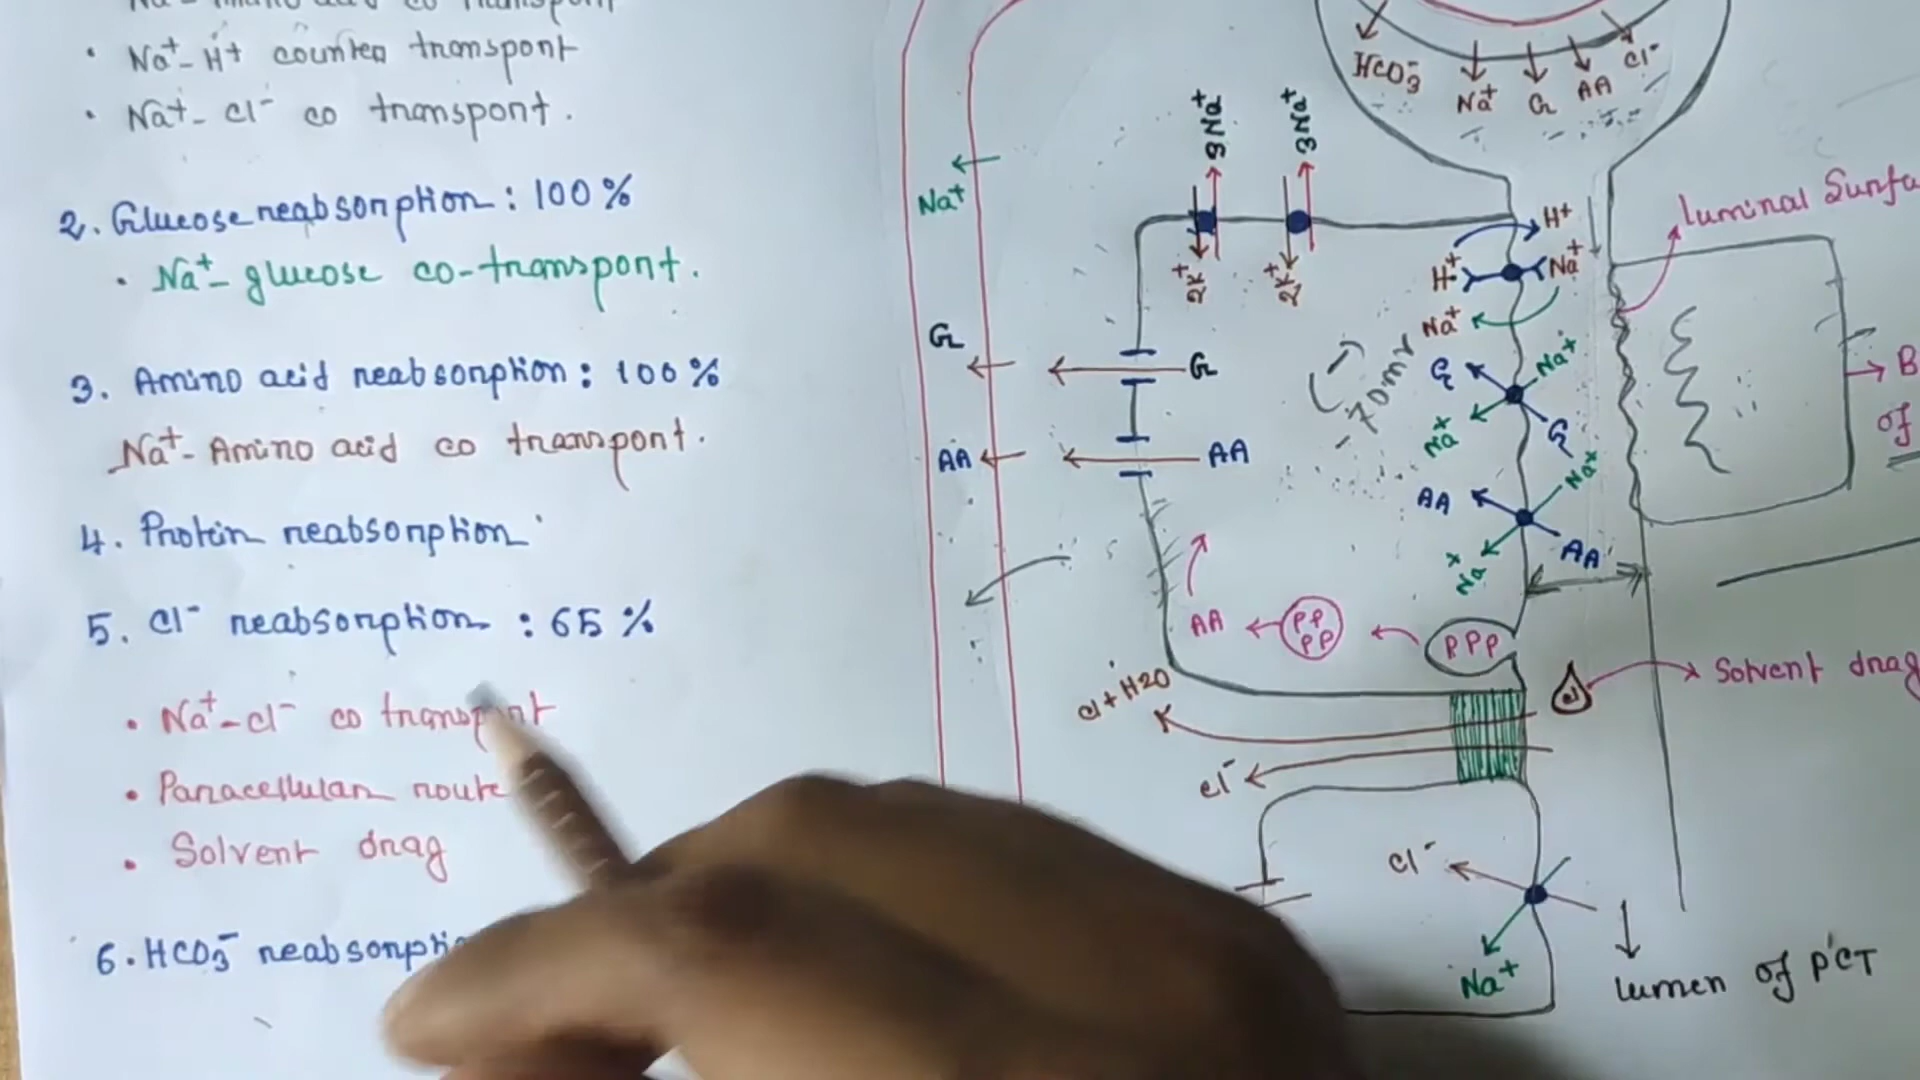 Na+- H+ counter transport
Na+- Cl- co transport.
2. Glucose reabsorption : 100%
Na+- glucose co-transport.
3. Amino acid reabsorption : 100%
Na+- Amino acid co transport.
4. Protein reabsorption
5. Cl- reabsorption : 65%
Na+-Cl- co transport
Paracellular route
Solvent drag
6. HCO3-
HCO3-
Na+
G
AA
Cl-
3Na+
3Na+
2K+
2K+
Na+
H+
H+
Na+
Na+
luminal
G
G
-70mv
G
Na+
Na+
G
AA
AA
AA
Na+
Na+
AA
AA
PP
PP
PPP
Solvent drag
Cl + H2O
Cl-
Cl-
Na+
lumen of PCT
B
of